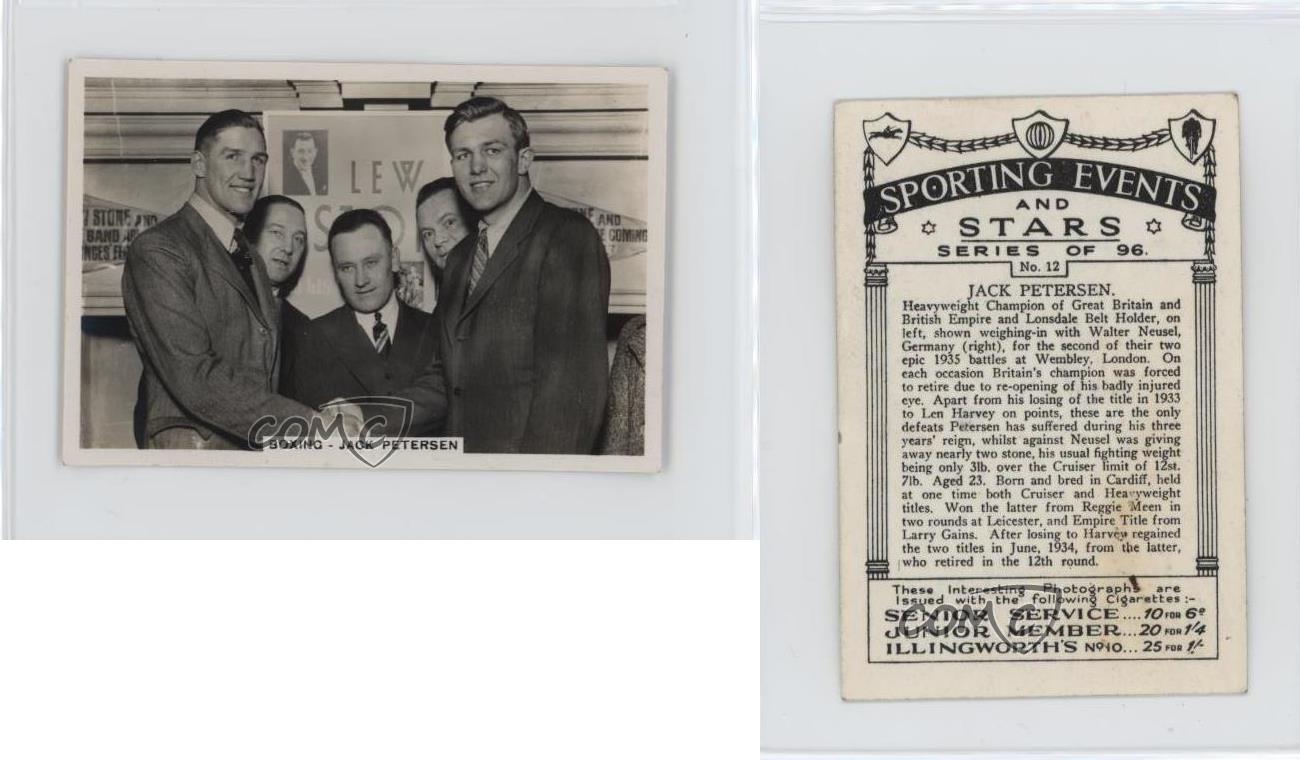 LEW
STONE
STONE AND
BAND
AND
COMING
BOXING - JACK PETERSEN
COMC
SPORTING EVENTS
AND
STARS
SERIES OF 96.
No. 12
JACK PETERSEN.
Heavyweight Champion of Great Britain and
British Empire and Lonsdale Belt Holder, on
left, shown weighing-in with Walter Neusel,
Germany (right), for the second of their two
epic 1935 battles at Wembley, London. On
each occasion Britain's champion was forced
to retire due to re-opening of his badly injured
eye. Apart from his losing of the title in 1933
to Len Harvey on points, these are the only
defeats Petersen has suffered during his three
years' reign, whilst against Neusel was giving
away nearly two stone, his usual fighting weight
being only 3lb. over the Cruiser limit of 12st.
7lb. Aged 23. Born and bred in Cardiff, held
at one time both Cruiser and Heavyweight
titles. Won the latter from Reggie Meen in
two rounds at Leicester, and Empire Title from
Larry Gains. After losing to Harvey regained
the two titles in June, 1934, from the latter,
who retired in the 12th round.
These Interesting Photographs are
Issued with the following Cigarettes :-
SENIOR SERVICE .... 10 FOR 6ᴰ
JUNIOR MEMBER... 20 FOR 1/4
ILLINGWORTH'S Nº10... 25 FOR 1/-
COMC